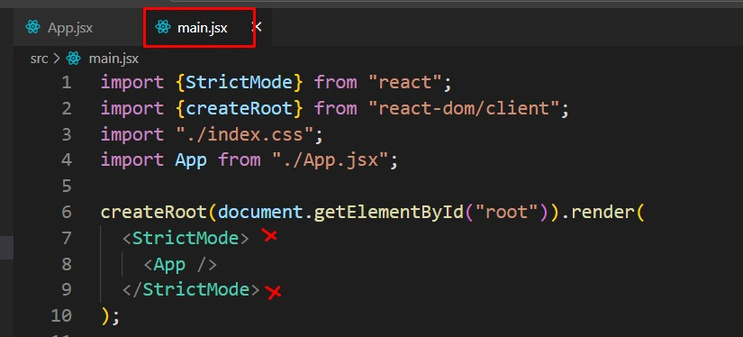 App.jsx main.jsx
src > main.jsx
1 import {StrictMode} from "react";
2 import {createRoot} from "react-dom/client";
3 import "./index.css";
4 import App from "./App.jsx";
5
6 createRoot(document.getElementById("root")).render(
7 <StrictMode>
8 <App />
9 </StrictMode>
10 );